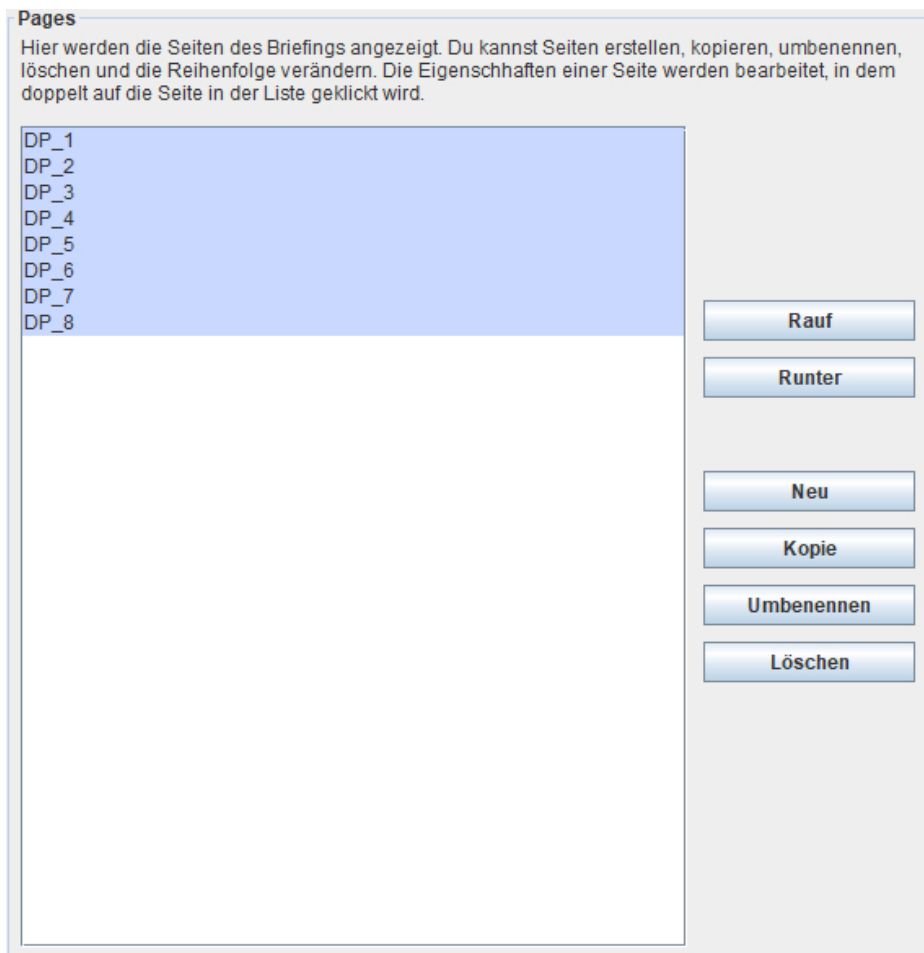 Pages
Hier werden die Seiten des Briefings angezeigt. Du kannst Seiten erstellen, kopieren, umbenennen,
löschen und die Reihenfolge verändern. Die Eigenschhaften einer Seite werden bearbeitet, in dem
doppelt auf die Seite in der Liste geklickt wird.
DP_1
DP_2
DP_3
DP_4
DP_5
DP_6
DP_7
DP_8
Rauf
Runter
Neu
Kopie
Umbenennen
Löschen